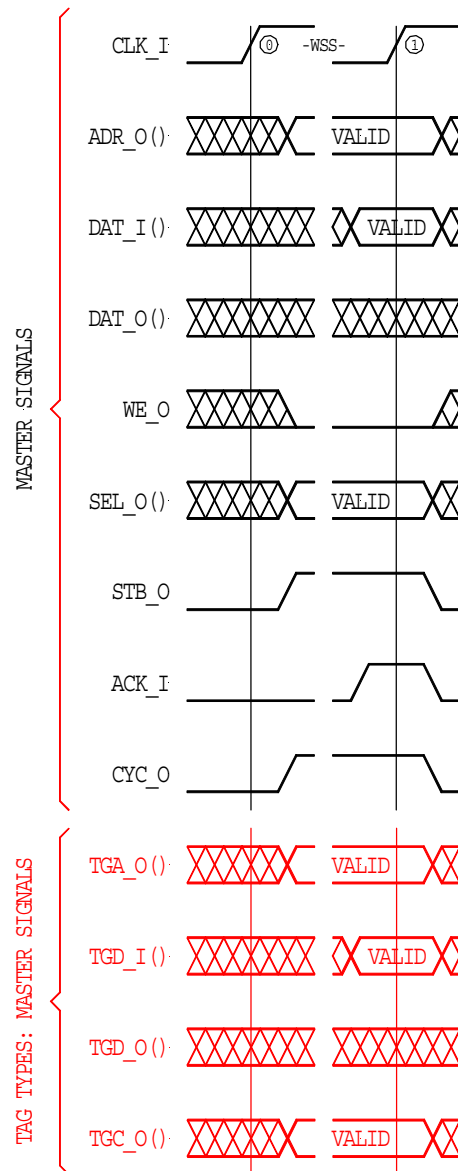 CLK_I 0 -WSS- 1
ADR_O() VALID
DAT_I() VALID
DAT_O()
MASTER SIGNALS
WE_O
SEL_O() VALID
STB_O
ACK_I
CYC_O
TGA_O() VALID
TGD_I() VALID
TAG TYPES: MASTER SIGNALS
TGD_O()
TGC_O() VALID